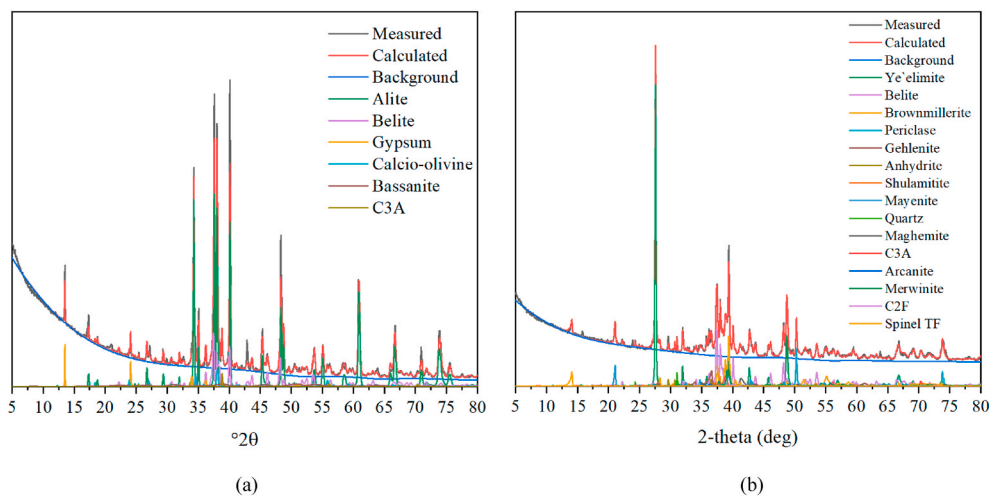 Measured
Calculated
Background
Alite
Belite
Gypsum
Calcio-olivine
Bassanite
C3A
5 10 15 20 25 30 35 40 45 50 55 60 65 70 75 80
°2θ
(a)
Measured
Calculated
Background
Ye`elimite
Belite
Brownmillerite
Periclase
Gehlenite
Anhydrite
Shulamitite
Mayenite
Quartz
Maghemite
C3A
Arcanite
Merwinite
C2F
Spinel TF
5 10 15 20 25 30 35 40 45 50 55 60 65 70 75 80
2-theta (deg)
(b)